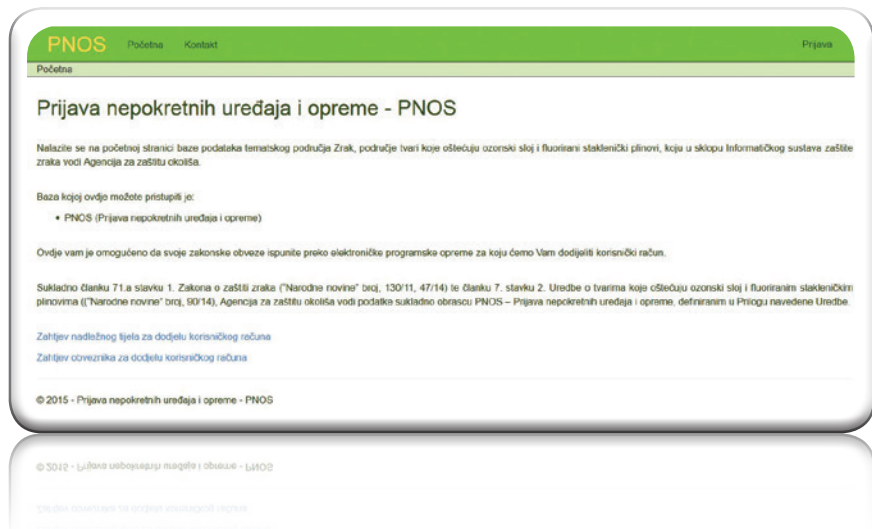 PNOS Početna Kontakt Prijava
Početna
Prijava nepokretnih uređaja i opreme - PNOS
Nalazite se na početnoj stranici baze podataka tematskog područja Zrak, područje tvari koje oštećuju ozonski sloj i fluorirani staklenički plinovi, koju u sklopu Informatičkog sustava zaštite
zraka vodi Agencija za zaštitu okoliša.
Baza kojoj ovdje možete pristupiti je:
• PNOS (Prijava nepokretnih uređaja i opreme)
Ovdje vam je omogućeno da svoje zakonske obveze ispunite preko elektroničke programske opreme za koju ćemo Vam dodijeliti korisnički račun.
Sukladno članku 71.a stavku 1. Zakona o zaštiti zraka ("Narodne novine" broj, 130/11, 47/14) te članku 7. stavku 2. Uredbe o tvarima koje oštećuju ozonski sloj i fluoriranim stakleničkim
plinovima (("Narodne novine" broj, 90/14), Agencija za zaštitu okoliša vodi podatke sukladno obrascu PNOS – Prijava nepokretnih uređaja i opreme, definiranim u Prilogu navedene Uredbe.
Zahtjev nadležnog tijela za dodjelu korisničkog računa
Zahtjev obveznika za dodjelu korisničkog računa
© 2015 - Prijava nepokretnih uređaja i opreme - PNOS